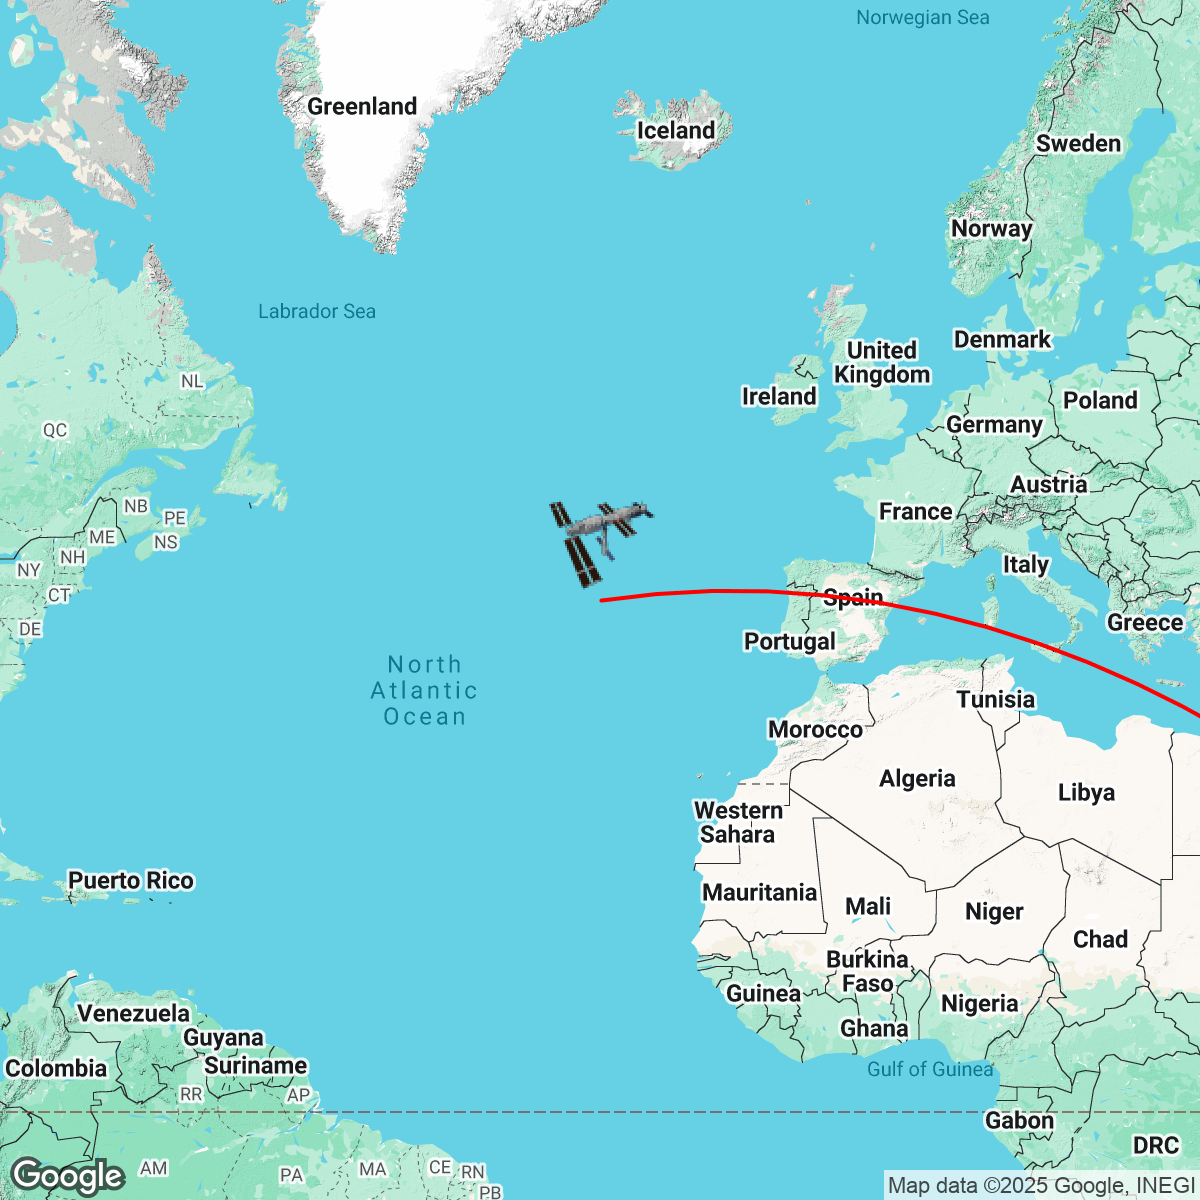 Norwegian Sea
Greenland
Iceland
Sweden
Norway
Labrador Sea
Denmark
United
Kingdom
Ireland
Poland
Germany
NL
QC
Austria
France
NB
PE
ME
NS
NH
NY
CT
Italy
Spain
DE
Greece
Portugal
North
Atlantic
Ocean
Tunisia
Morocco
Algeria
Libya
Western
Sahara
Puerto Rico
Mauritania
Mali
Niger
Chad
Burkina
Faso
Guinea
Nigeria
Venezuela
Ghana
Guyana
Colombia
Suriname
Gulf of Guinea
RR
AP
Gabon
DRC
AM
PA
MA
CE
RN
PB
Google
Map data ©2025 Google, INEGI